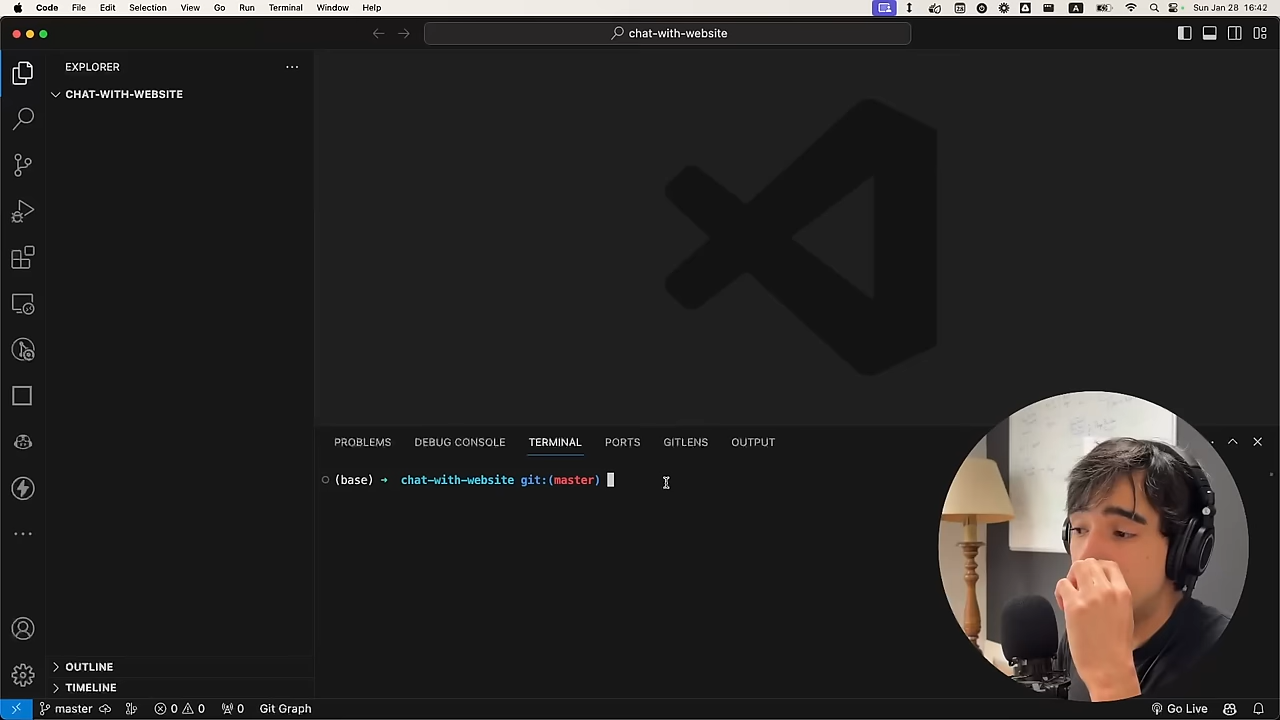 Code File Edit Selection View Go Run Terminal Window Help
Sun Jan 28 16:42
chat-with-website
EXPLORER
CHAT-WITH-WEBSITE
PROBLEMS DEBUG CONSOLE TERMINAL PORTS GITLENS OUTPUT
(base) ➜ chat-with-website git:(master)
OUTLINE
TIMELINE
master 0 0 0 Git Graph
Go Live